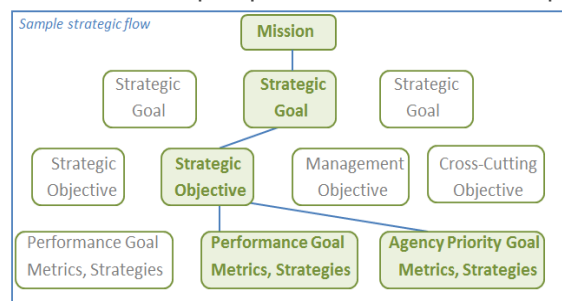 Sample strategic flow
Mission
Strategic
Goal
Strategic
Goal
Strategic
Goal
Strategic
Objective
Strategic
Objective
Management
Objective
Cross-Cutting
Objective
Performance Goal
Metrics, Strategies
Performance Goal
Metrics, Strategies
Agency Priority Goal
Metrics, Strategies